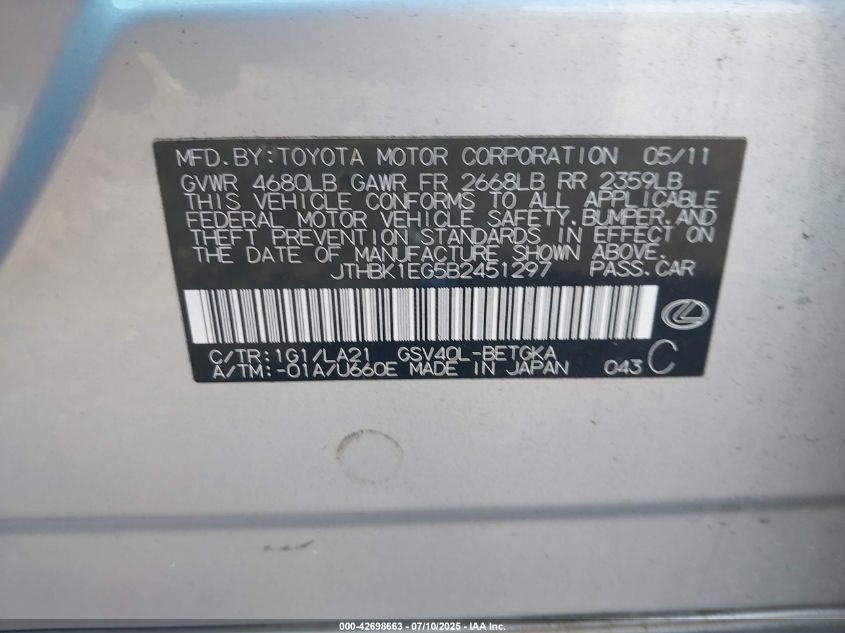 MFD.BY:TOYOTA MOTOR CORPORATION 05/11
GVWR 4680LB GAWR FR 2668LB RR 2359LB
THIS VEHICLE CONFORMS TO ALL APPLICABLE
FEDERAL MOTOR VEHICLE SAFETY,BUMPER,AND
THEFT PREVENTION STANDARDS IN EFFECT ON
THE DATE OF MANUFACTURE SHOWN ABOVE.
JTHBK1EG5B2451297 PASS.CAR
C/TR:1G1/LA21 GSV40L-BETGKA
A/TM:-01A/U660E MADE IN JAPAN 043 C
000-42698663 - 07/10/2025 - IAA Inc.